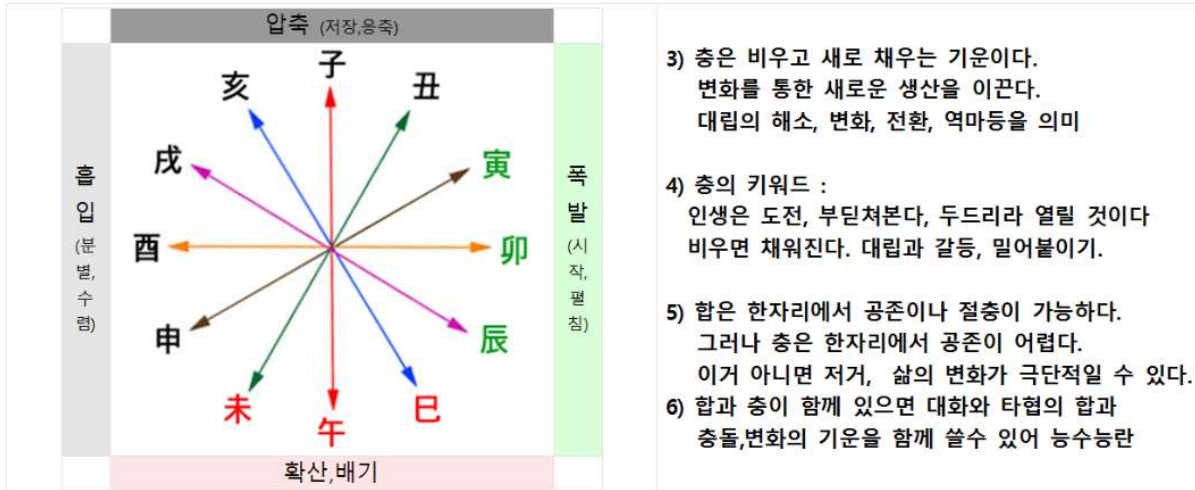 압축 (저장,응축)
子
亥
丑
戌
寅
酉
卯
申
辰
未
巳
午
흡
입
(분
별,
수
렴)
폭
발
(시
작,
펼
침)
확산,배기
3) 충은 비우고 새로 채우는 기운이다.
변화를 통한 새로운 생산을 이끈다.
대립의 해소, 변화, 전환, 역마등을 의미
4) 충의 키워드 :
인생은 도전, 부딪쳐본다, 두드리라 열릴 것이다
비우면 채워진다. 대립과 갈등, 밀어붙이기.
5) 합은 한자리에서 공존이나 절충이 가능하다.
그러나 충은 한자리에서 공존이 어렵다.
이거 아니면 저거, 삶의 변화가 극단적일 수 있다.
6) 합과 충이 함께 있으면 대화와 타협의 합과
충돌,변화의 기운을 함께 쓸수 있어 능수능란